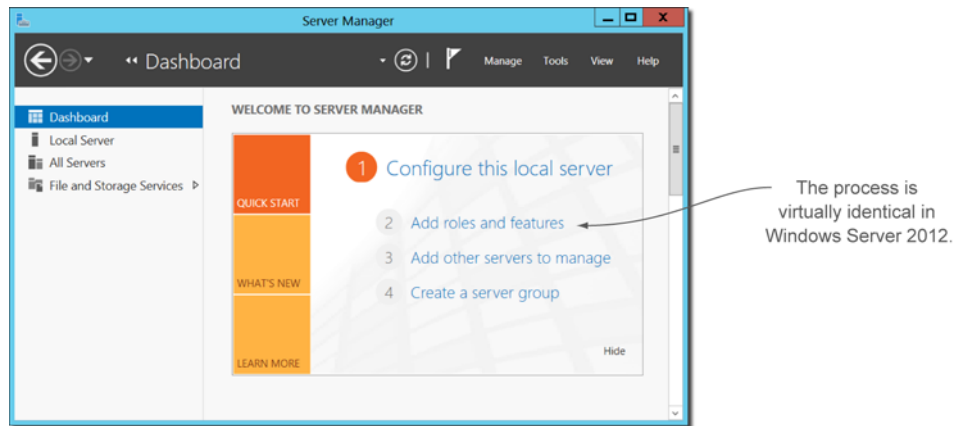 Server Manager
Dashboard
Manage Tools View Help
Dashboard
Local Server
All Servers
File and Storage Services
WELCOME TO SERVER MANAGER
QUICK START
WHAT'S NEW
LEARN MORE
1 Configure this local server
2 Add roles and features
3 Add other servers to manage
4 Create a server group
Hide
The process is
virtually identical in
Windows Server 2012.